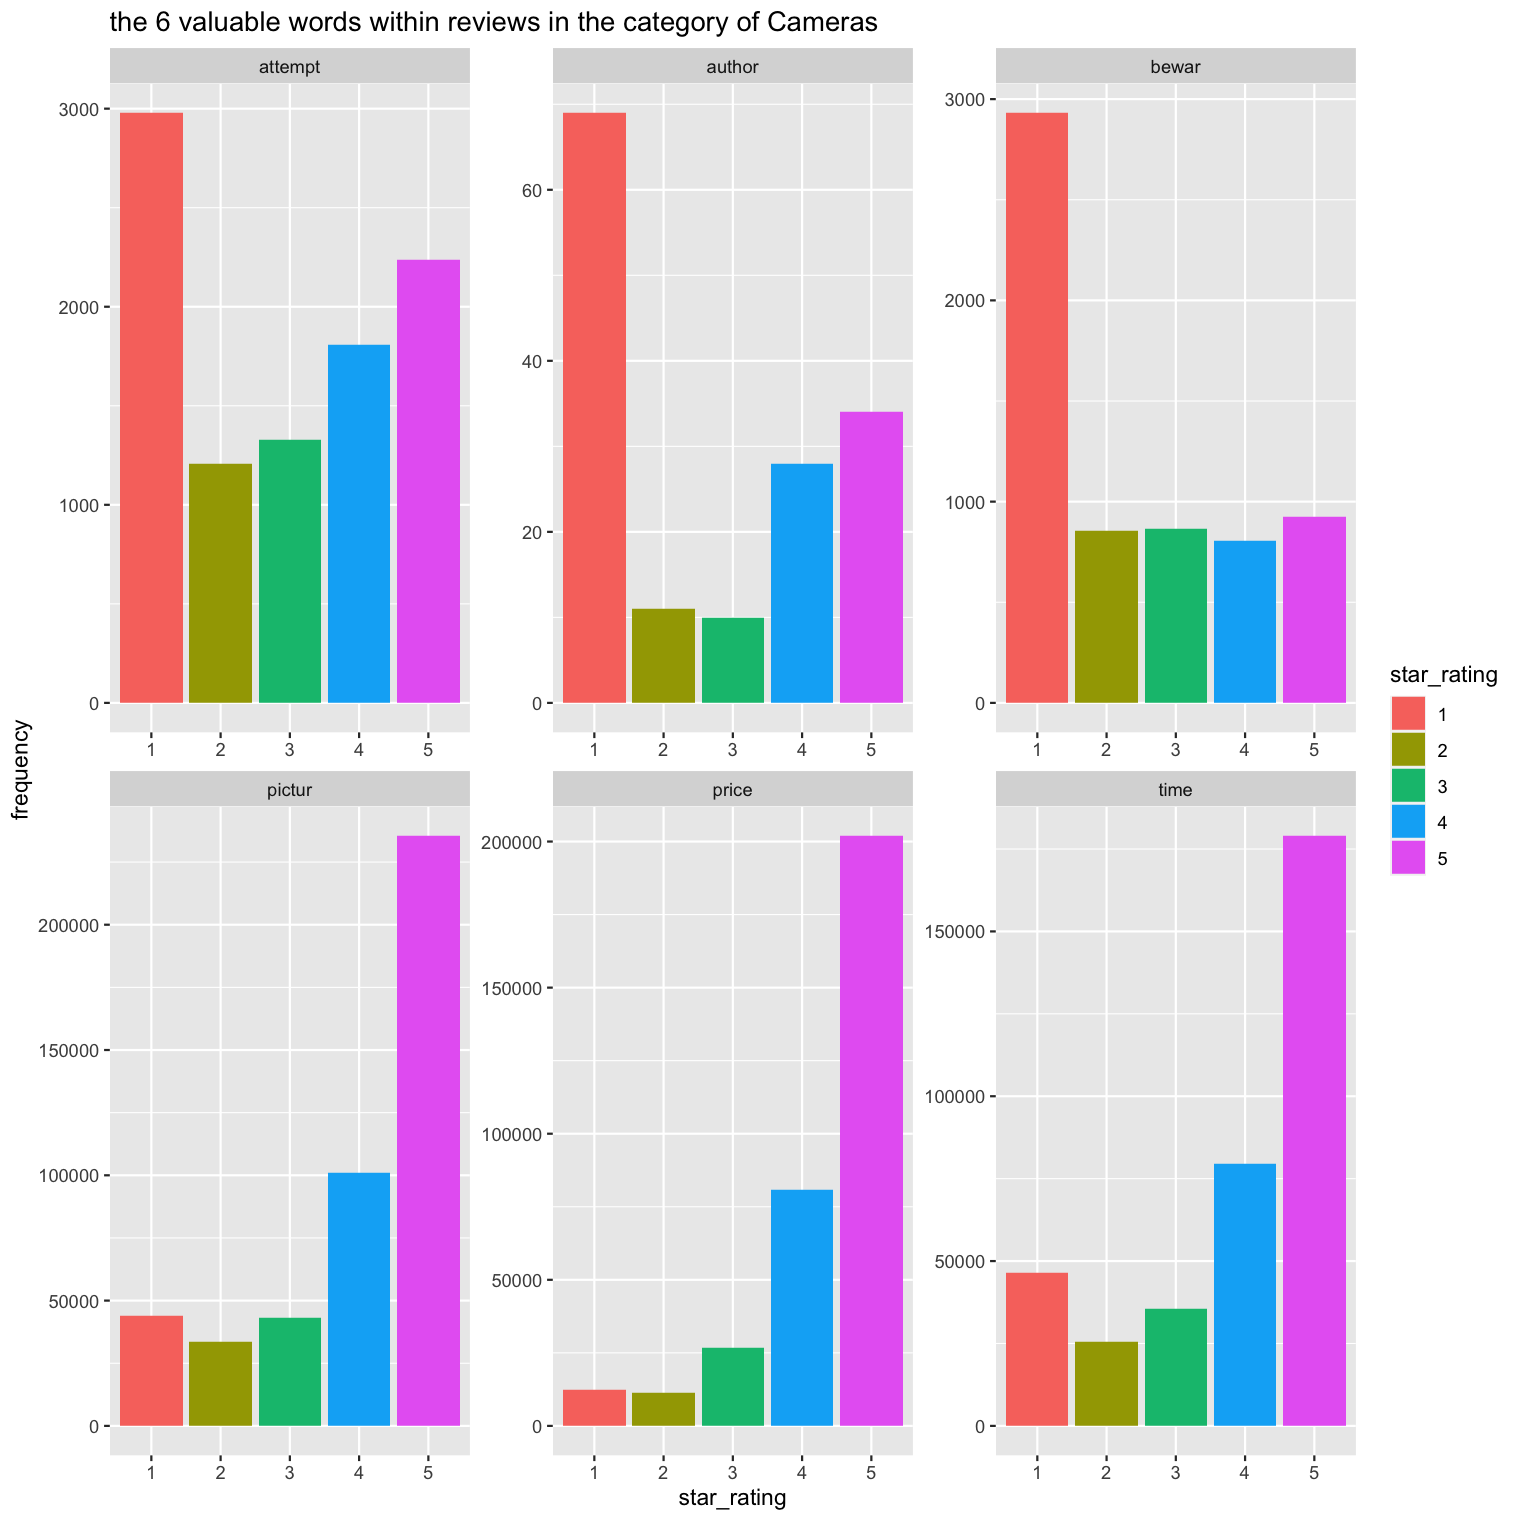 the 6 valuable words within reviews in the category of Cameras
attempt
author
bewar
3000
2000
1000
0
60
40
20
0
3000
2000
1000
0
1 2 3 4 5
1 2 3 4 5
1 2 3 4 5
frequency
pictur
price
time
200000
150000
100000
50000
0
200000
150000
100000
50000
0
150000
100000
50000
0
1 2 3 4 5
1 2 3 4 5
1 2 3 4 5
star_rating
star_rating
1
2
3
4
5